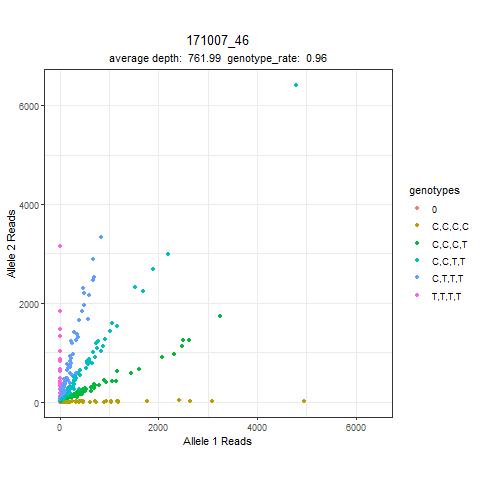 171007_46
average depth:  761.99  genotype_rate:  0.96
Allele 2 Reads
6000
4000
2000
0
0
2000
4000
6000
Allele 1 Reads
genotypes
0
C,C,C,C
C,C,C,T
C,C,T,T
C,T,T,T
T,T,T,T